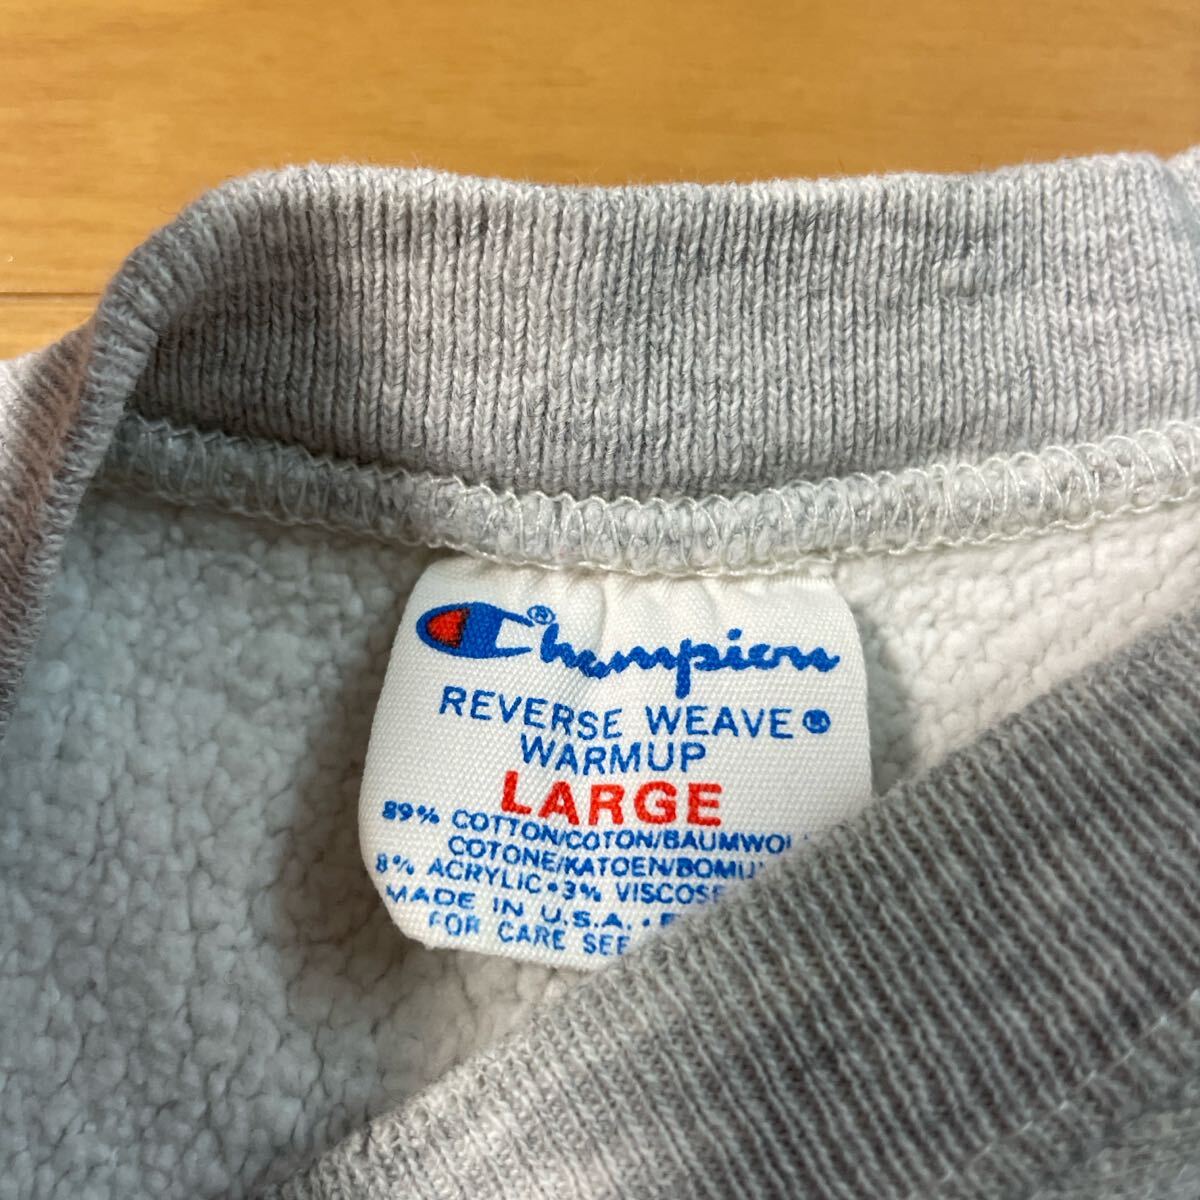 Champion®
REVERSE WEAVE®
WARMUP
LARGE
89% COTTON/COTON/BAUMWOL
COTONE/KATOEN/BOMU
8% ACRYLIC•3% VISCOSE
MADE IN U.S.A. •
FOR CARE SEE